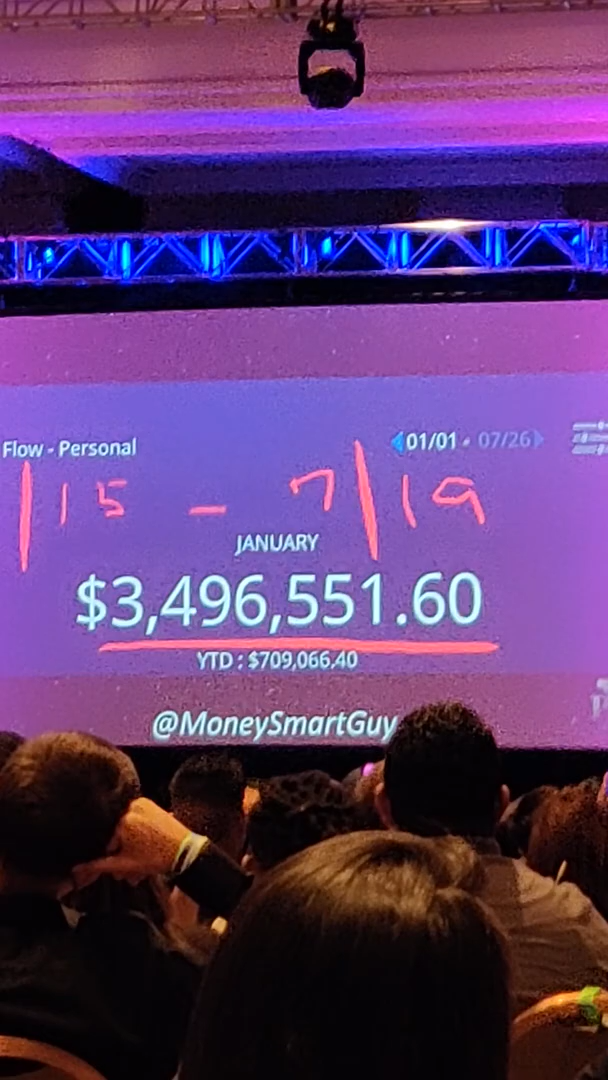 Flow - Personal
01/01 - 07/26
1 15 - 7/19
JANUARY
$3,496,551.60
YTD : $709,066.40
@MoneySmartGuy